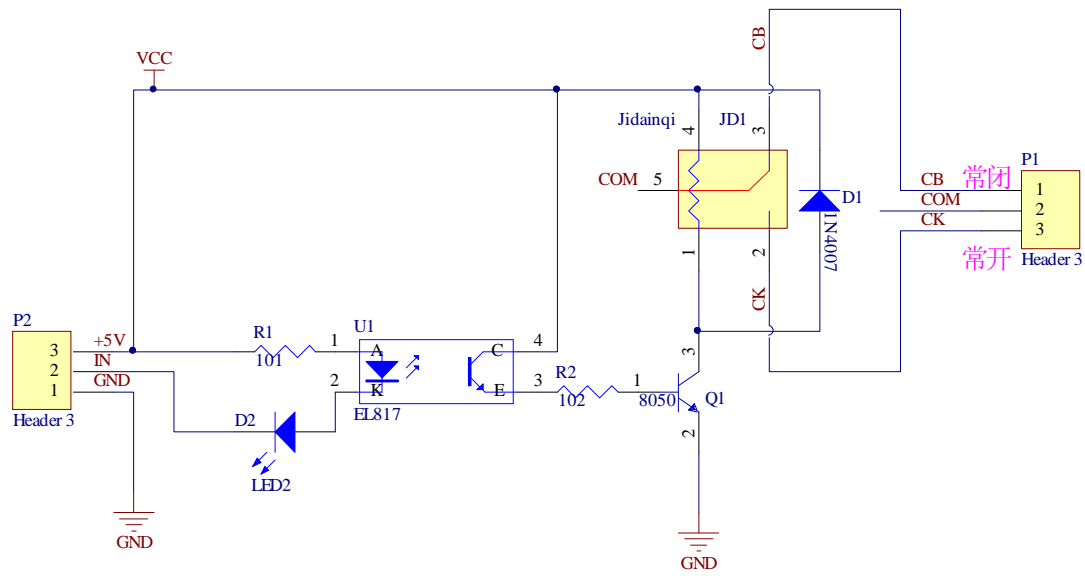 CB
VCC
Jidainqi
JD1
4
3
COM
5
D1
1N4007
1
2
CK
P1
CB
常闭
1
COM
2
CK
3
常开
Header 3
P2
3
+5V
2
IN
1
GND
Header 3
R1
101
U1
1
A
C
4
2
K
E
3
EL817
R2
102
1
8050
3
Q1
2
D2
LED2
GND
GND